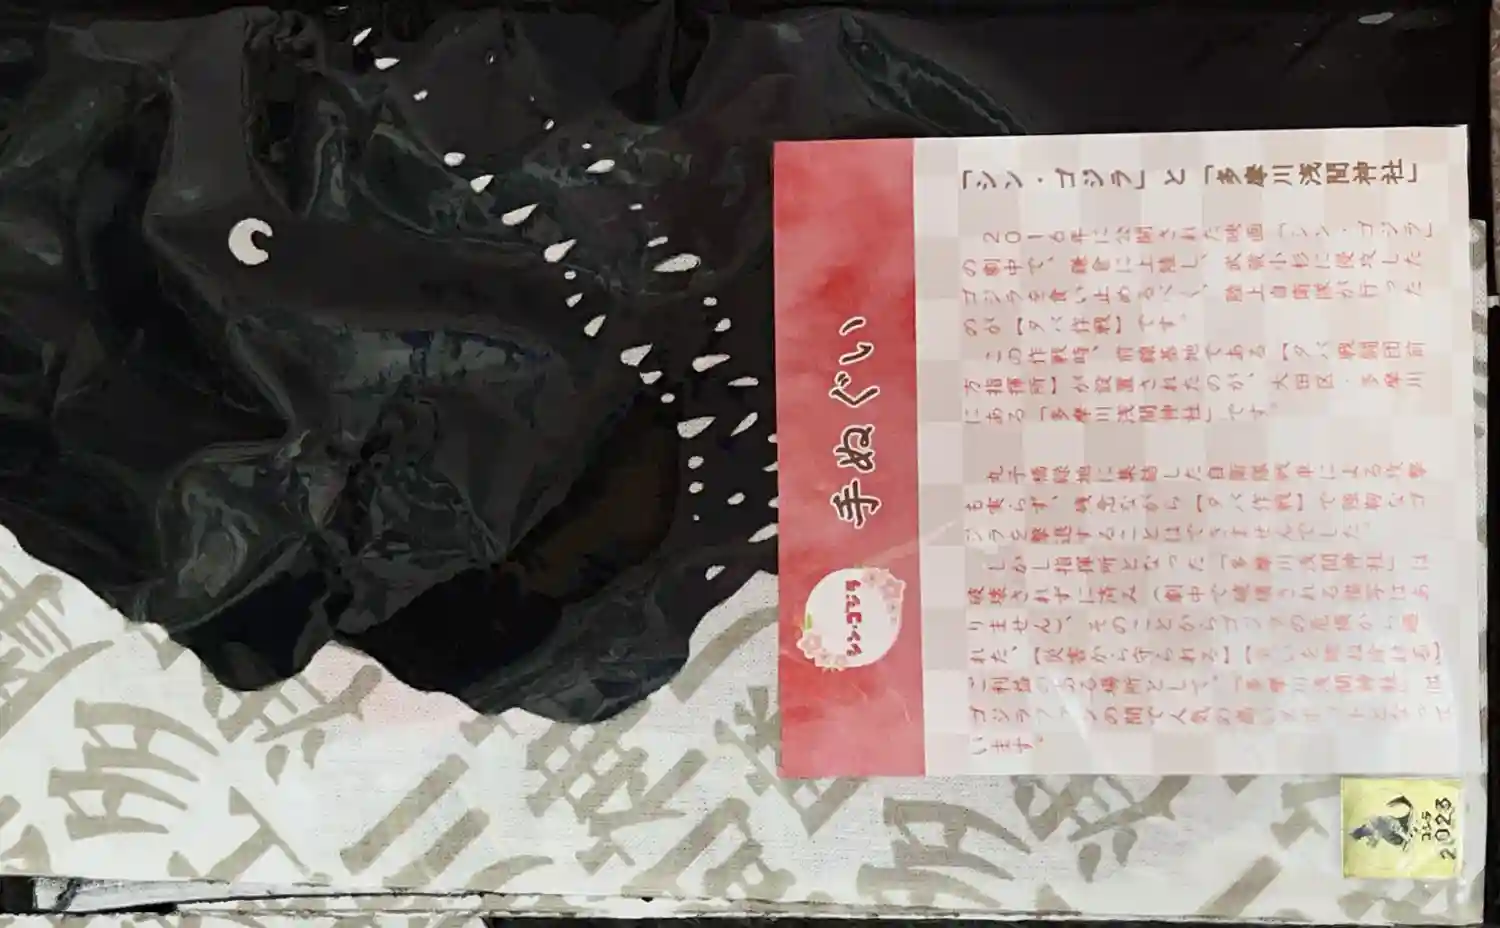 手ぬぐい
シン・ゴジラ
「シン・ゴジラ」と「多摩川浅間神社」
2016年に公開された映画「シン・ゴジラ」
の劇中で、鎌倉に上陸し、武蔵小杉に侵攻した
ゴジラを食い止めるべく、陸上自衛隊が行った
のが【タバ作戦】です。
この作戦時、前線基地である【タバ戦闘団前
方指揮所】が設置されたのが、大田区・多摩川
にある「多摩川浅間神社」です。
丸子橋緑地に集結した自衛隊戦車による攻撃
も実らず、残念ながら【タバ作戦】で強靭なゴ
ジラを撃退することはできませんでした。
しかし指揮所となった「多摩川浅間神社」は
破壊されずに済み（劇中で破壊される描写はあ
りません）、そのことからゴジラの危機から逃
れた、【災害から守られる】
ご利益のある場所として、「多摩川浅間神社」は
ゴジラファンの間で人気の高いスポットとなって
います。
ゴジラ
2023